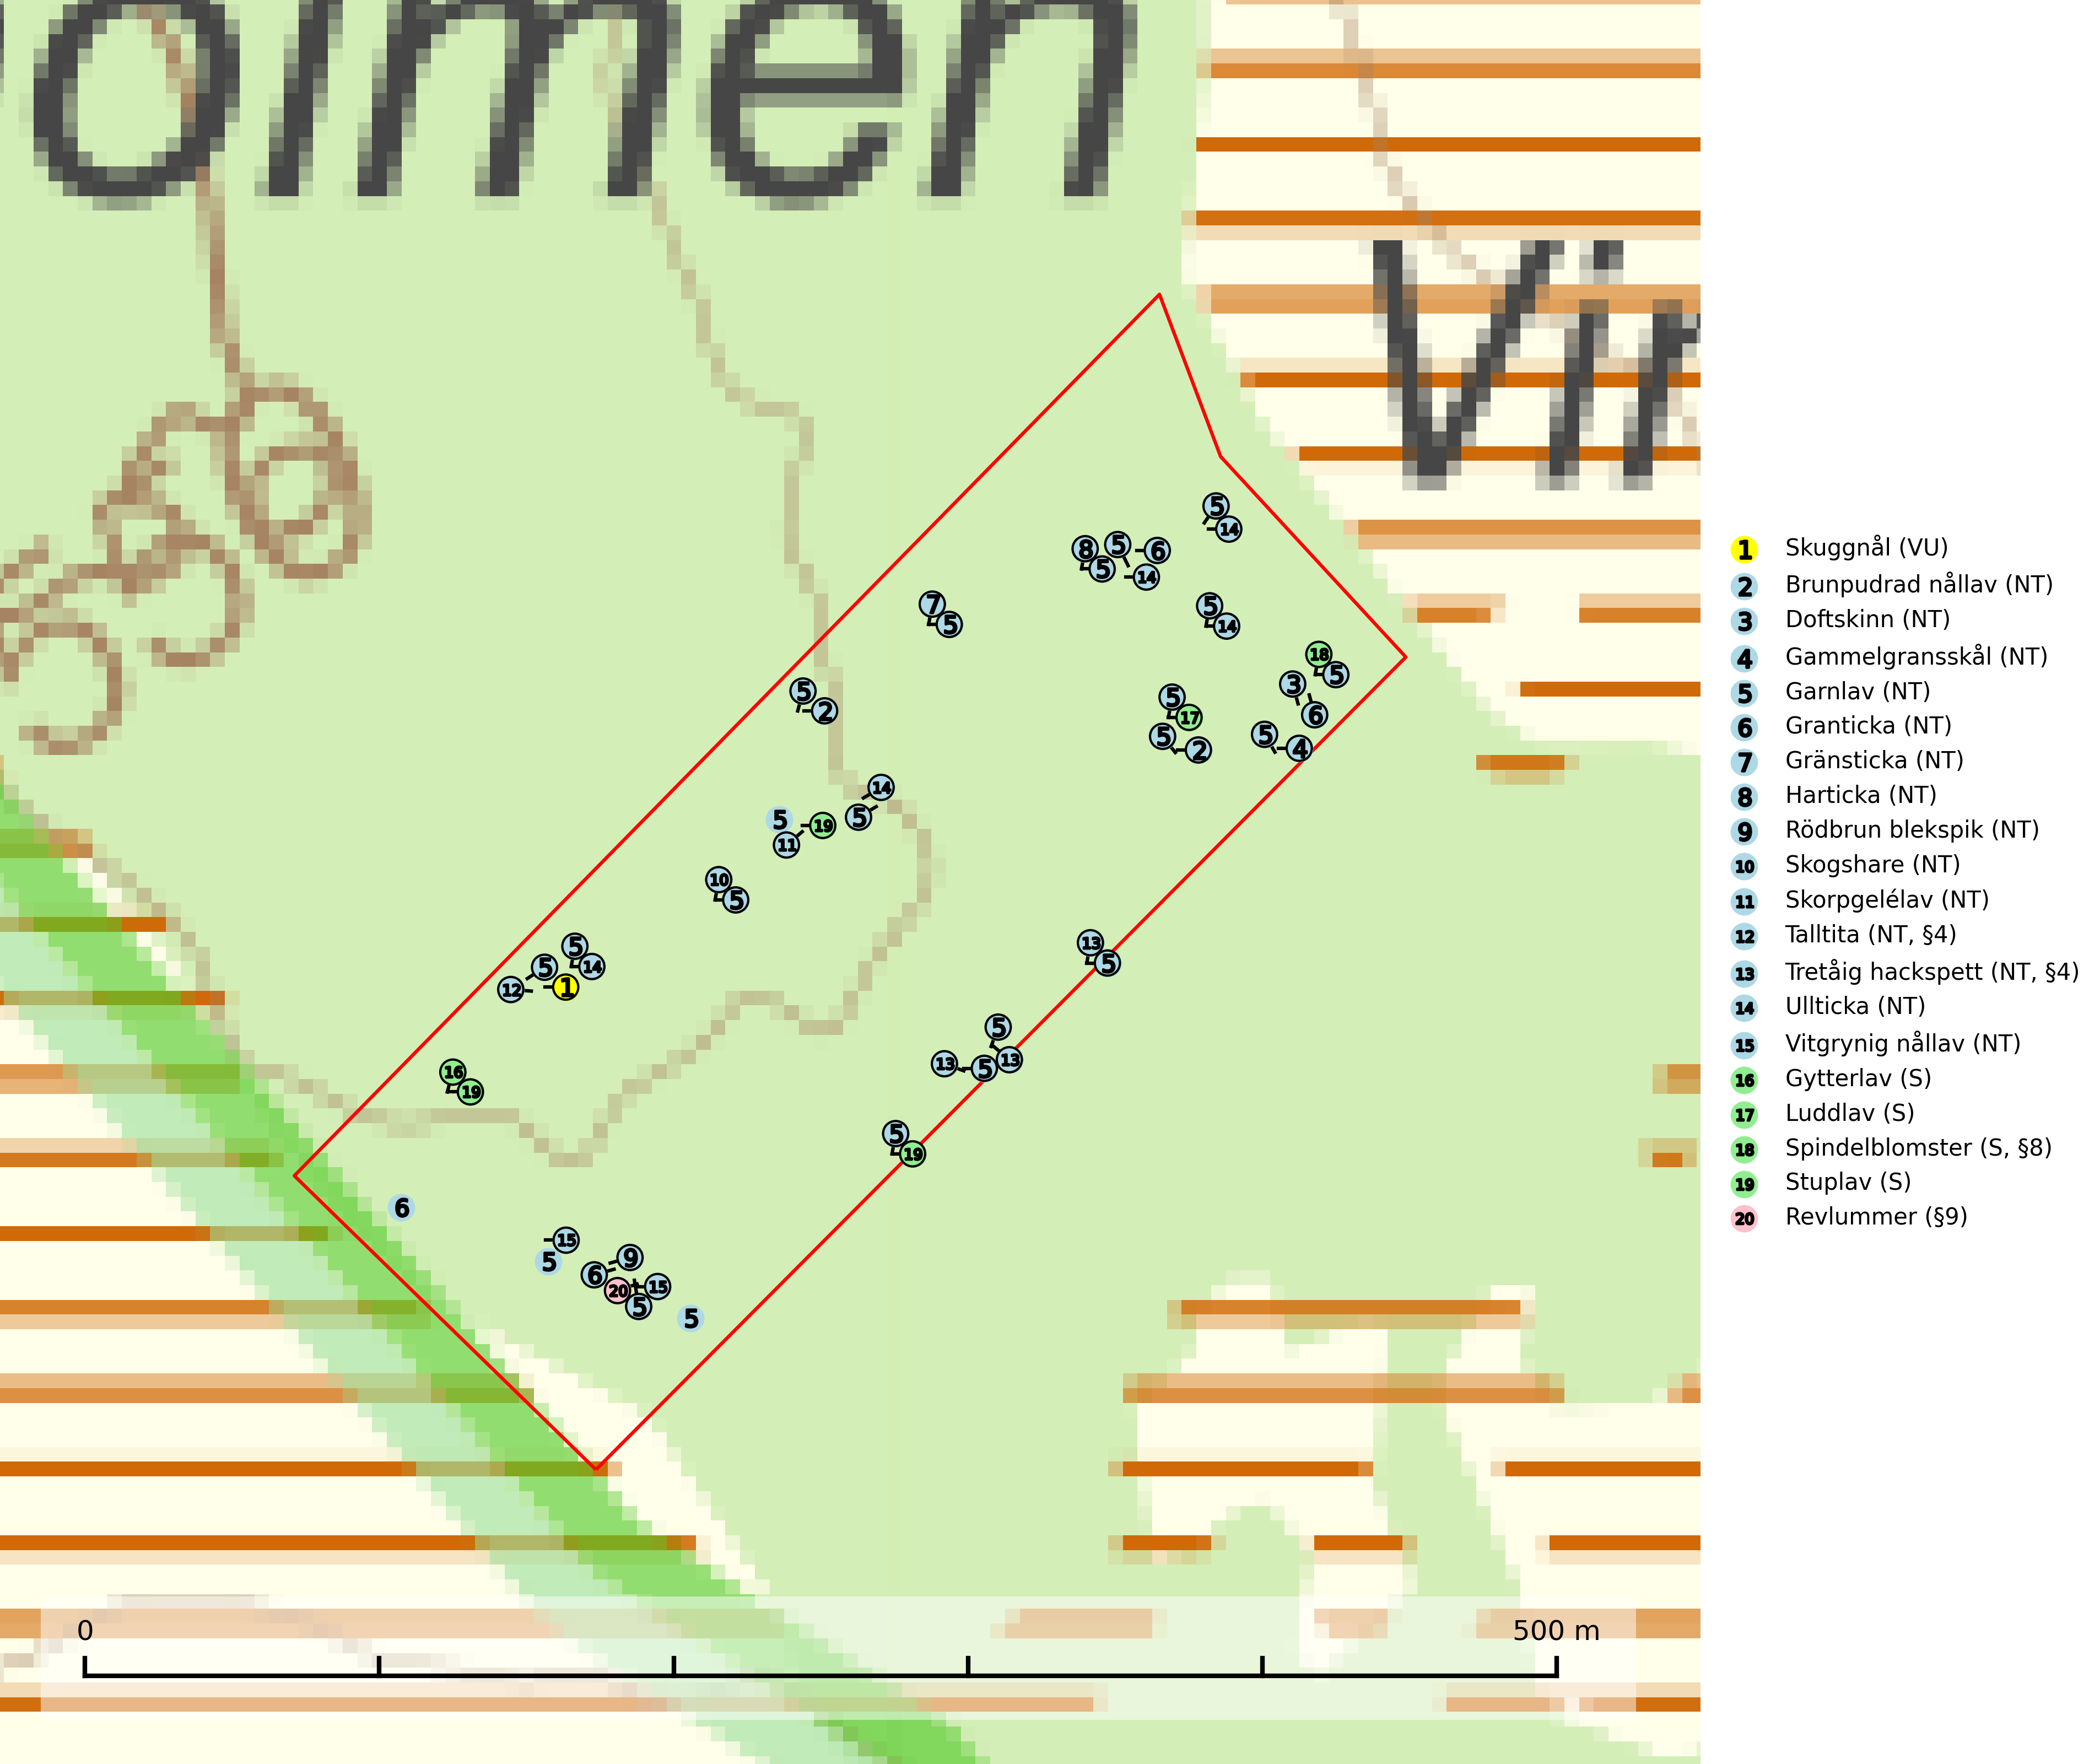 olmen
Vir
5
14
8
5
6
5
14
7
5
5
14
18
5
3
6
5
2
5
17
5
2
5
4
14
5
5
19
11
10
5
13
5
5
14
5
12
1
5
13
5
13
16
19
5
19
6
15
5
9
6
20
15
5
5
0
500 m
1 Skuggnål (VU)
2 Brunpudrad nållav (NT)
3 Doftskinn (NT)
4 Gammelgransskål (NT)
5 Garnlav (NT)
6 Granticka (NT)
7 Gränsticka (NT)
8 Harticka (NT)
9 Rödbrun blekspik (NT)
10 Skogshare (NT)
11 Skorpgelélav (NT)
12 Talltita (NT, §4)
13 Tretåig hackspett (NT, §4)
14 Ullticka (NT)
15 Vitgrynig nållav (NT)
16 Gytterlav (S)
17 Luddlav (S)
18 Spindelblomster (S, §8)
19 Stuplav (S)
20 Revlummer (§9)